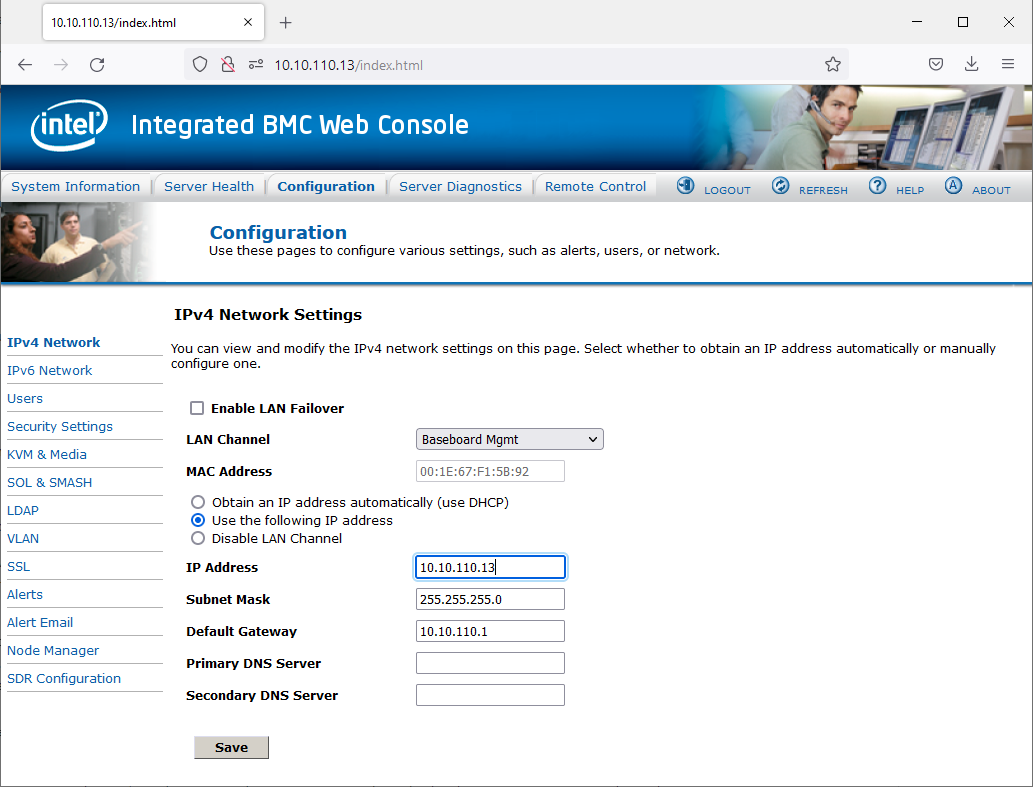 10.10.110.13/index.html
10.10.110.13/index.html
intel Integrated BMC Web Console
System Information Server Health Configuration Server Diagnostics Remote Control LOGOUT REFRESH ? HELP A ABOUT
Configuration
Use these pages to configure various settings, such as alerts, users, or network.
IPv4 Network
IPv6 Network
Users
Security Settings
KVM & Media
SOL & SMASH
LDAP
VLAN
SSL
Alerts
Alert Email
Node Manager
SDR Configuration
IPv4 Network Settings
You can view and modify the IPv4 network settings on this page. Select whether to obtain an IP address automatically or manually
configure one.
Enable LAN Failover
LAN Channel Baseboard Mgmt
MAC Address 00:1E:67:F1:5B:92
Obtain an IP address automatically (use DHCP)
Use the following IP address
Disable LAN Channel
IP Address 10.10.110.13
Subnet Mask 255.255.255.0
Default Gateway 10.10.110.1
Primary DNS Server
Secondary DNS Server
Save